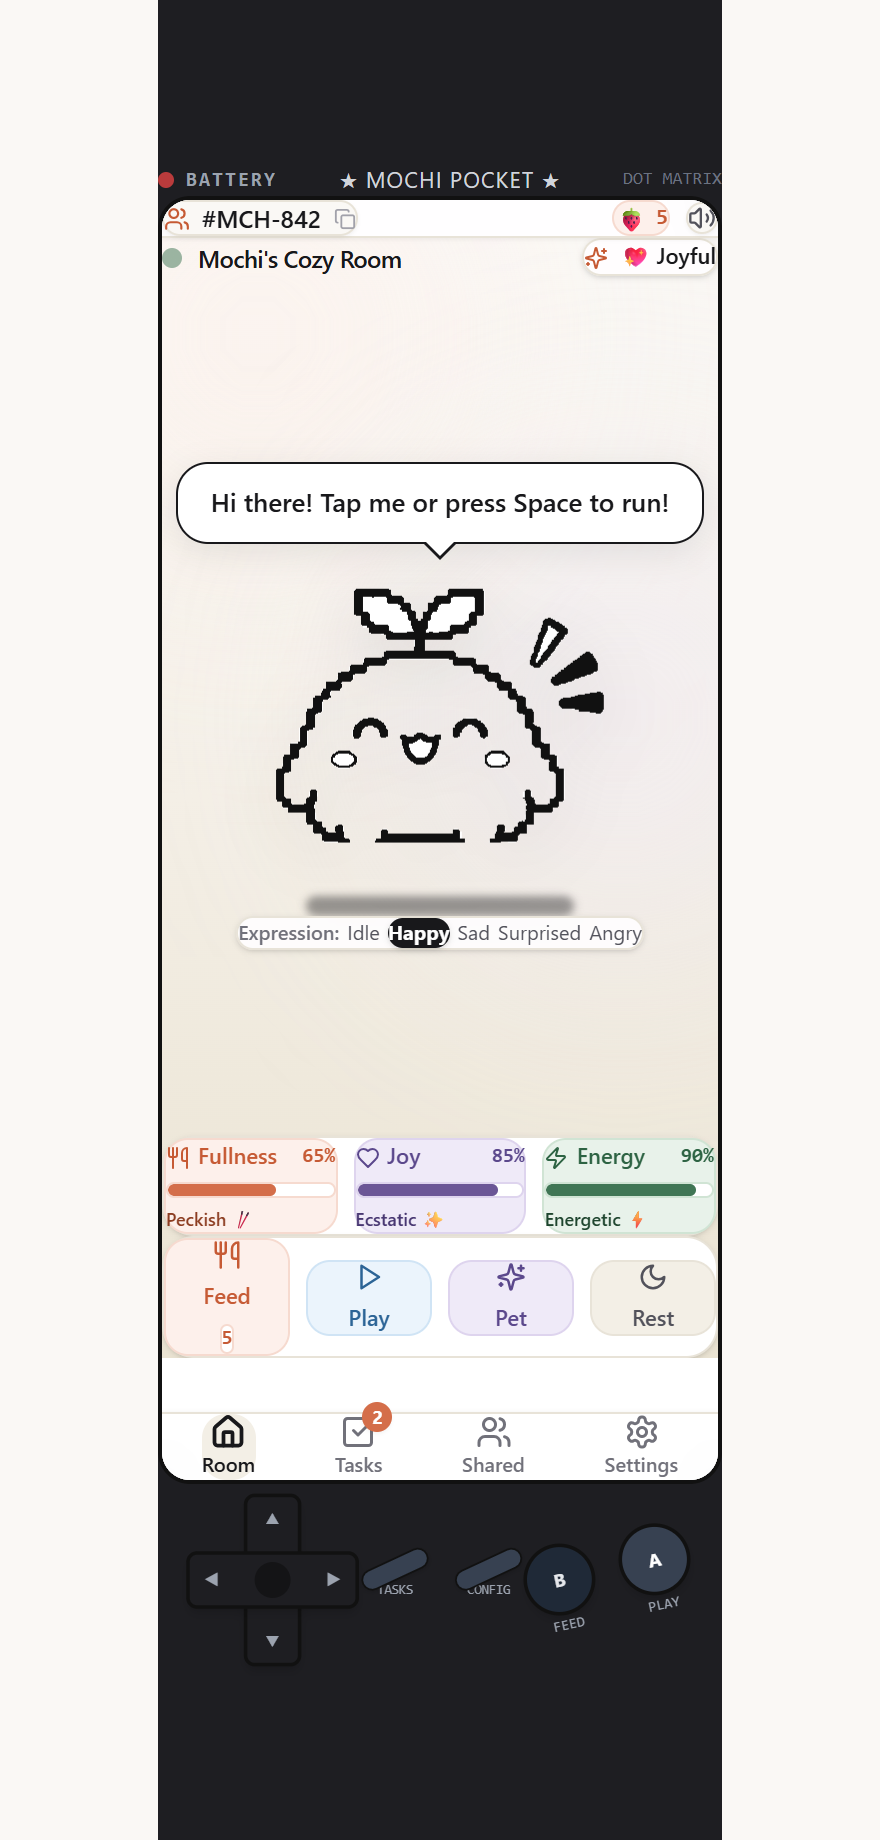 BATTERY ★ MOCHI POCKET ★ DOT MATRIX
#MCH-842 5
Mochi's Cozy Room Joyful
Hi there! Tap me or press Space to run!
Expression: Idle Happy Sad Surprised Angry
Fullness 65% Joy 85% Energy 90%
Peckish Ecstatic Energetic
Feed Play Pet Rest
5
2
Room Tasks Shared Settings
TASKS CONFIG B A
FEED PLAY